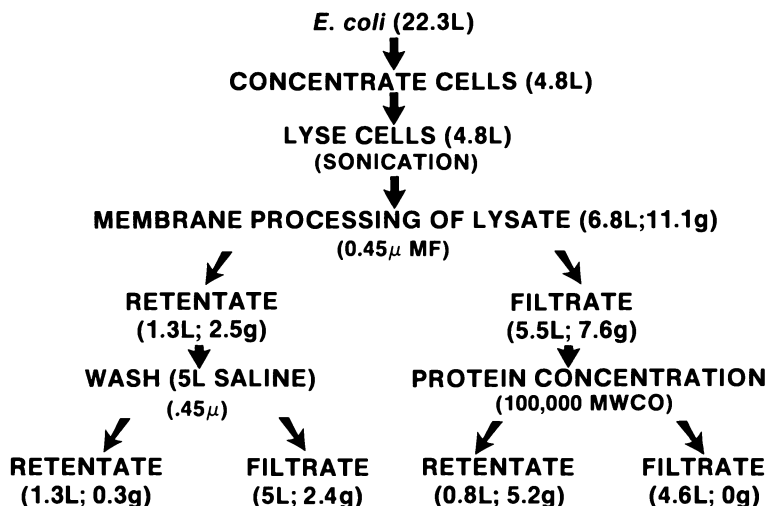 E. coli (22.3L)
CONCENTRATE CELLS (4.8L)
LYSE CELLS (4.8L)
(SONICATION)
MEMBRANE PROCESSING OF LYSATE (6.8L;11.1g)
(0.45μ MF)
RETENTATE
(1.3L; 2.5g)
FILTRATE
(5.5L; 7.6g)
WASH (5L SALINE)
(.45μ)
PROTEIN CONCENTRATION
(100,000 MWCO)
RETENTATE
(1.3L; 0.3g)
FILTRATE
(5L; 2.4g)
RETENTATE
(0.8L; 5.2g)
FILTRATE
(4.6L; 0g)